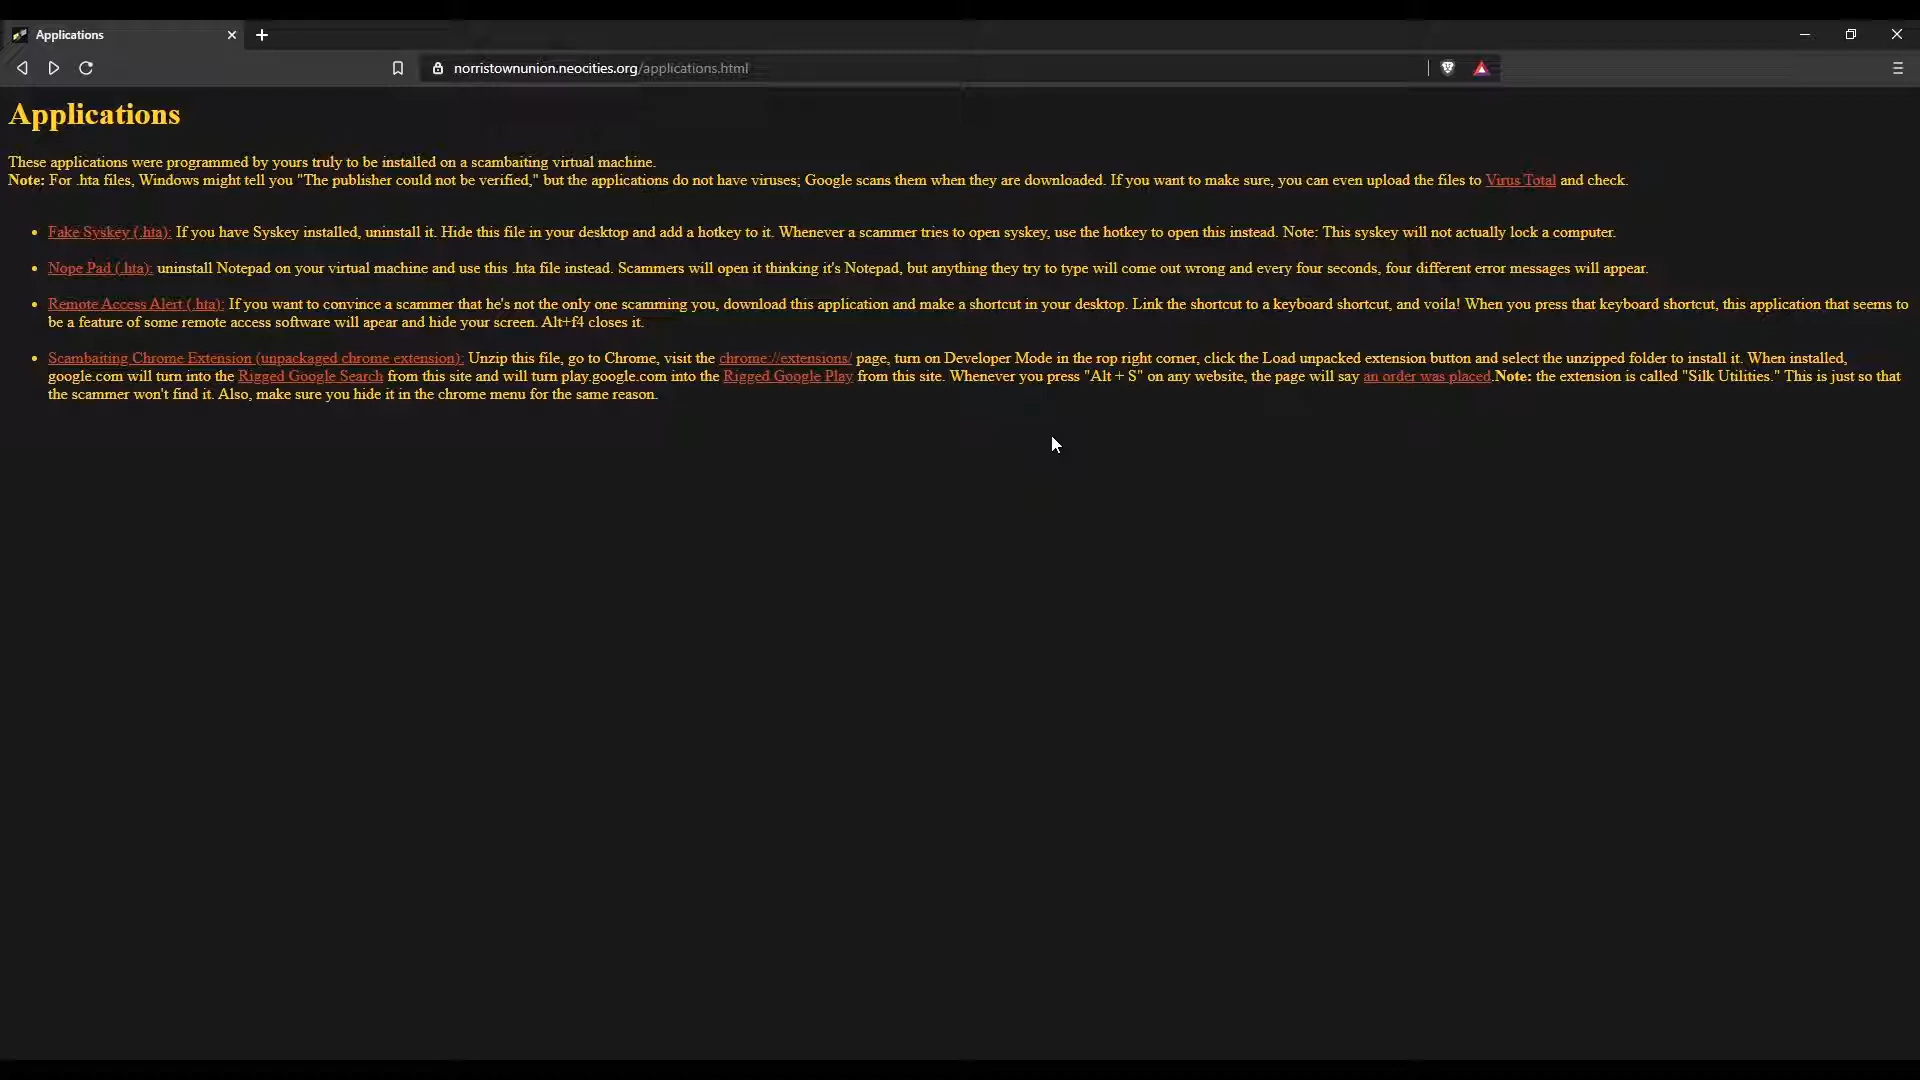 Applications
norristownunion.neocities.org/applications.html
Applications
These applications were programmed by yours truly to be installed on a scambaiting virtual machine.
Note: For .hta files, Windows might tell you "The publisher could not be verified," but the applications do not have viruses; Google scans them when they are downloaded. If you want to make sure, you can even upload the files to Virus Total and check.
• Fake Syskey (.hta): If you have Syskey installed, uninstall it. Hide this file in your desktop and add a hotkey to it. Whenever a scammer tries to open syskey, use the hotkey to open this instead. Note: This syskey will not actually lock a computer.
• Nope Pad (.hta): uninstall Notepad on your virtual machine and use this .hta file instead. Scammers will open it thinking it's Notepad, but anything they try to type will come out wrong and every four seconds, four different error messages will appear.
• Remote Access Alert (.hta): If you want to convince a scammer that he's not the only one scamming you, download this application and make a shortcut in your desktop. Link the shortcut to a keyboard shortcut, and voila! When you press that keyboard shortcut, this application that seems to
be a feature of some remote access software will apear and hide your screen. Alt+f4 closes it.
• Scambaiting Chrome Extension (unpackaged chrome extension): Unzip this file, go to Chrome, visit the chrome://extensions/ page, turn on Developer Mode in the rop right corner, click the Load unpacked extension button and select the unzipped folder to install it. When installed,
google.com will turn into the Rigged Google Search from this site and will turn play.google.com into the Rigged Google Play from this site. Whenever you press "Alt + S" on any website, the page will say an order was placed.Note: the extension is called "Silk Utilities." This is just so that
the scammer won't find it. Also, make sure you hide it in the chrome menu for the same reason.